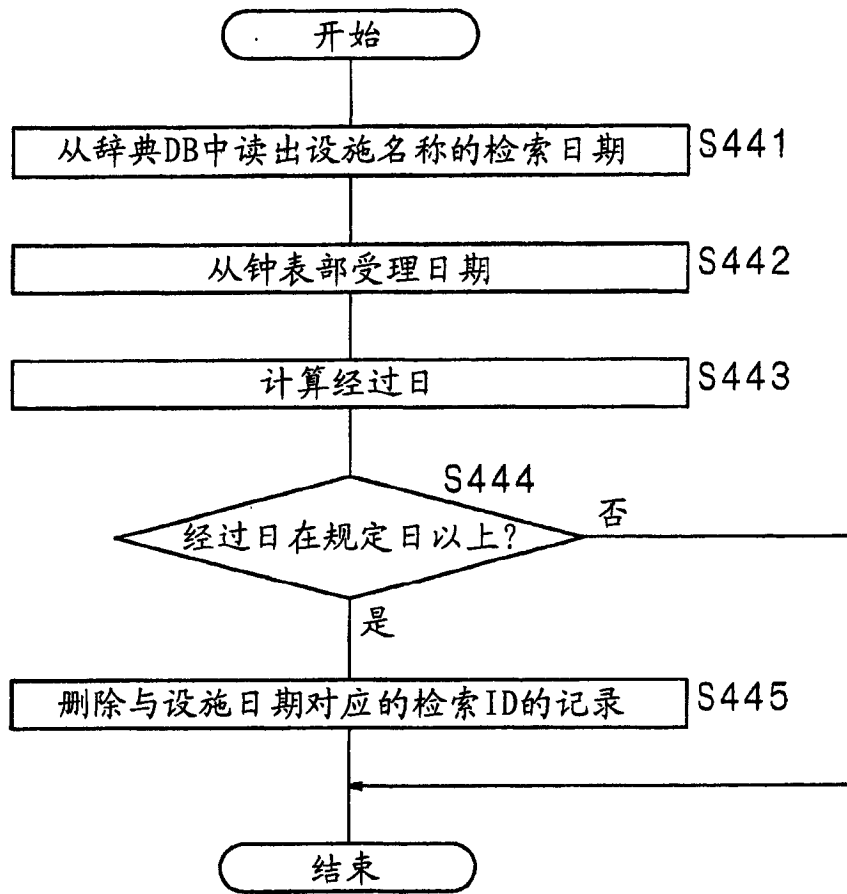 开始
从辞典DB中读出设施名称的检索日期 S441
从钟表部受理日期 S442
计算经过日 S443
S444
经过日在规定日以上?
否
是
删除与设施日期对应的检索ID的记录 S445
结束